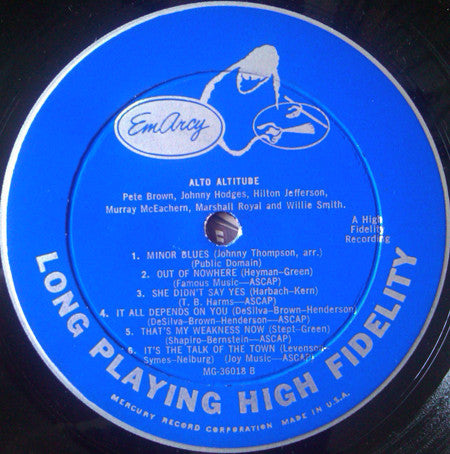 EmArcy
ALTO ALTITUDE
Pete Brown, Johnny Hodges, Hilton Jefferson,
Murray McEachern, Marshall Royal and Willie Smith.
A High
Fidelity
Recording
1. MINOR BLUES (Johnny Thompson, arr.)
(Public Domain)
2. OUT OF NOWHERE (Heyman-Green)
(Famous Music—ASCAP)
3. SHE DIDN'T SAY YES (Harbach-Kern)
(T. B. Harms—ASCAP)
4. IT ALL DEPENDS ON YOU (DeSilva-Brown-Henderson)
(DeSilva-Brown-Henderson—ASCAP)
5. THAT'S MY WEAKNESS NOW (Stept-Green)
(Shapiro-Bernstein—ASCAP)
6. IT'S THE TALK OF THE TOWN (Levenson-
Symes-Neiburg) (Joy Music—ASCAP)
MG-36018 B
LONG PLAYING HIGH FIDELITY
MERCURY RECORD CORPORATION MADE IN U.S.A.